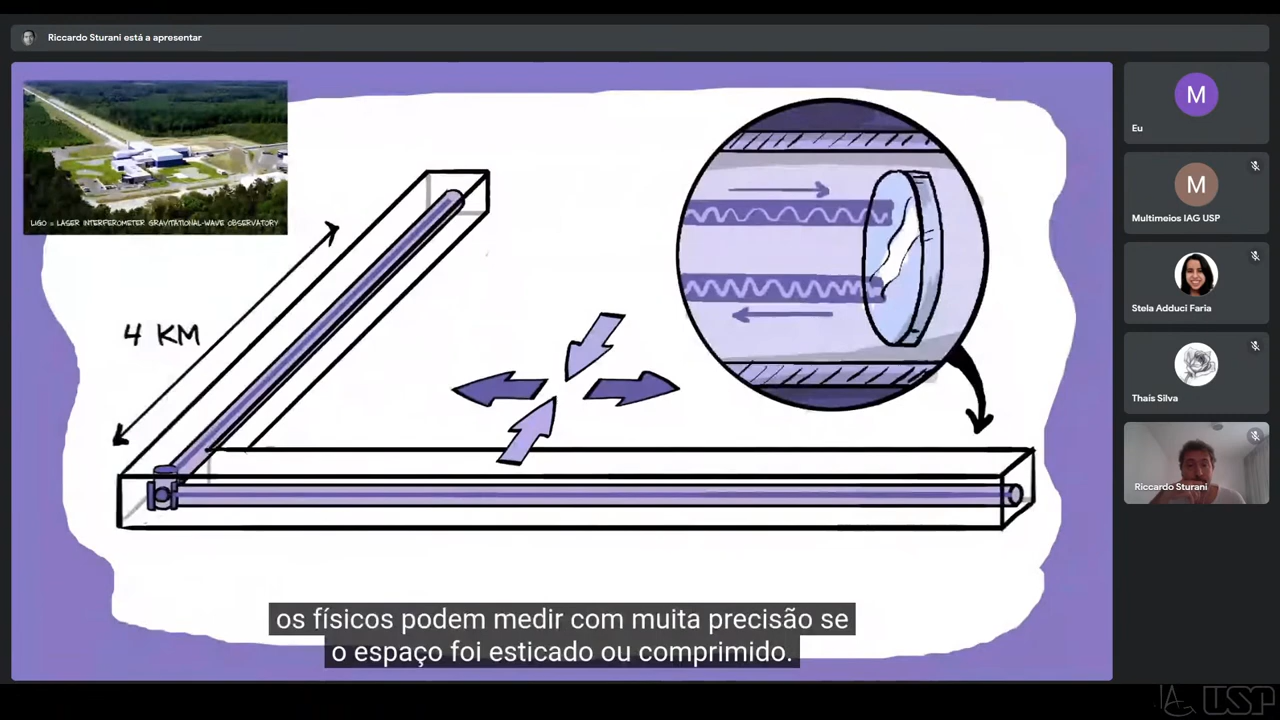 Riccardo Sturani está a apresentar
LIGO = LASER INTERFEROMETER GRAVITATIONAL-WAVE OBSERVATORY
4 KM
os físicos podem medir com muita precisão se
o espaço foi esticado ou comprimido.
M
Eu
M
Multimeios IAG USP
Stela Adduci Faria
Thaís Silva
Riccardo Sturani
USP